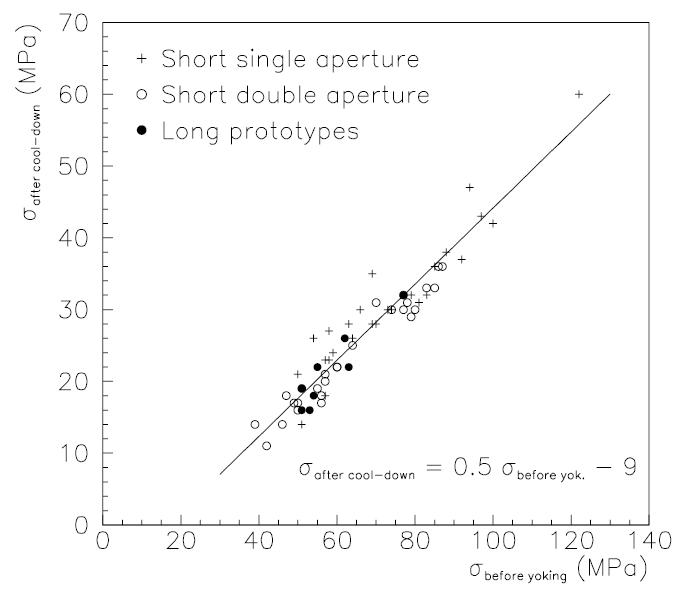 70
60
50
40
30
20
10
0
σafter cool-down (MPa)
+ Short single aperture
○ Short double aperture
● Long prototypes
σafter cool-down = 0.5 σbefore yok. − 9
0 20 40 60 80 100 120 140
σbefore yoking (MPa)